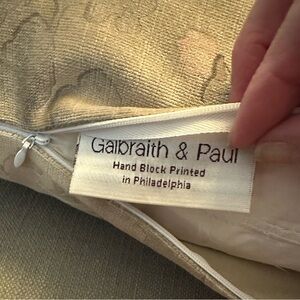 Galbraith & Paul
Hand Block Printed
in Philadelphia